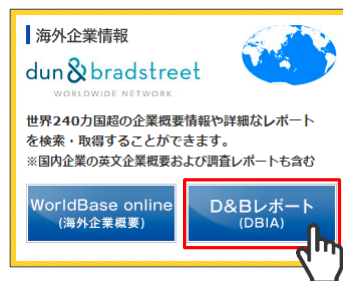 海外企業情報
dun & bradstreet
WORLDWIDE NETWORK
世界240カ国超の企業概要情報や詳細なレポート
を検索・取得することができます。
※国内企業の英文企業概要および調査レポートも含む
WorldBase online
(海外企業概要)
D&Bレポート
(DBIA)